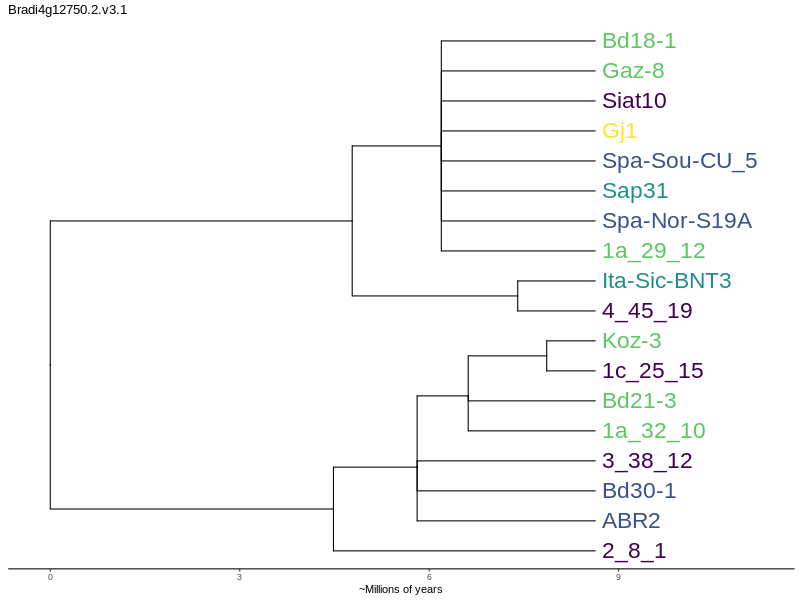 Bradi4g12750.2.v3.1
Bd18-1
Gaz-8
Siat10
Gj1
Spa-Sou-CU_5
Sap31
Spa-Nor-S19A
1a_29_12
Ita-Sic-BNT3
4_45_19
Koz-3
1c_25_15
Bd21-3
1a_32_10
3_38_12
Bd30-1
ABR2
2_8_1
0 3 6 9
~Millions of years